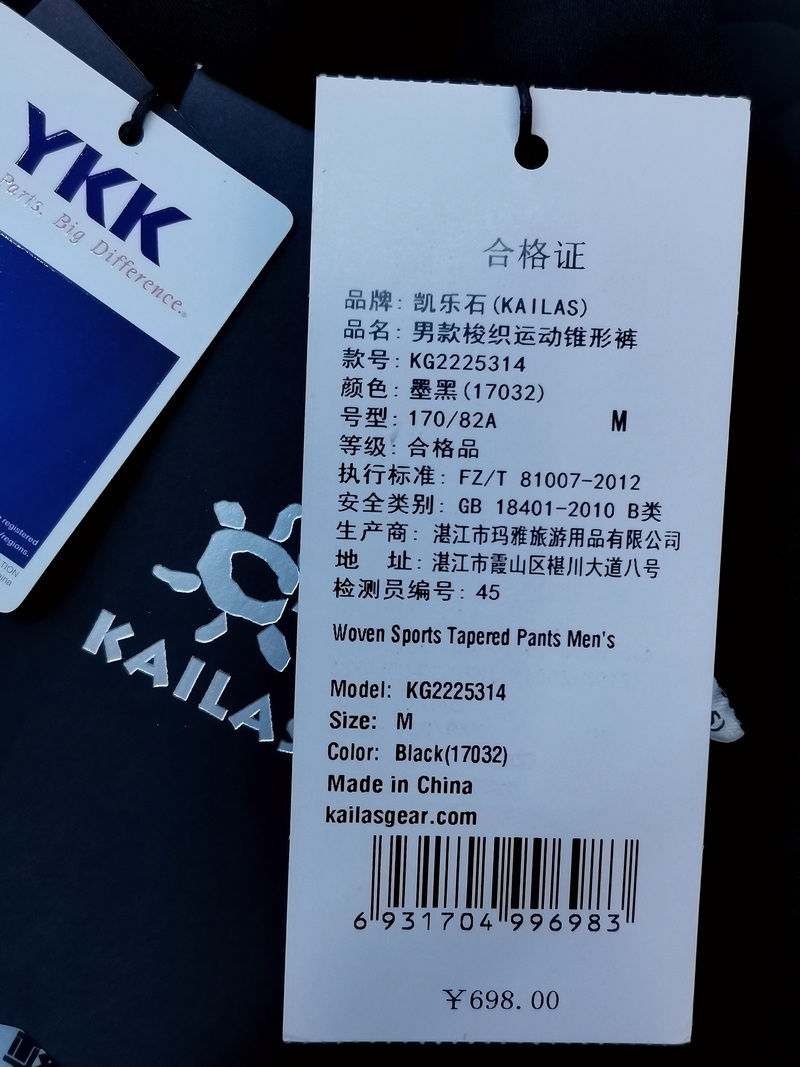 YKK
Parts. Big Difference.
registered
regions.
TION
KAILAS
合格证
品牌: 凯乐石(KAILAS)
品名: 男款梭织运动锥形裤
款号: KG2225314
颜色: 墨黑(17032)
号型: 170/82A M
等级: 合格品
执行标准: FZ/T 81007-2012
安全类别: GB 18401-2010 B类
生产商: 湛江市玛雅旅游用品有限公司
地 址: 湛江市霞山区椹川大道八号
检测员编号: 45
Woven Sports Tapered Pants Men's
Model: KG2225314
Size: M
Color: Black(17032)
Made in China
kailasgear.com
6 931704 996983
¥698.00